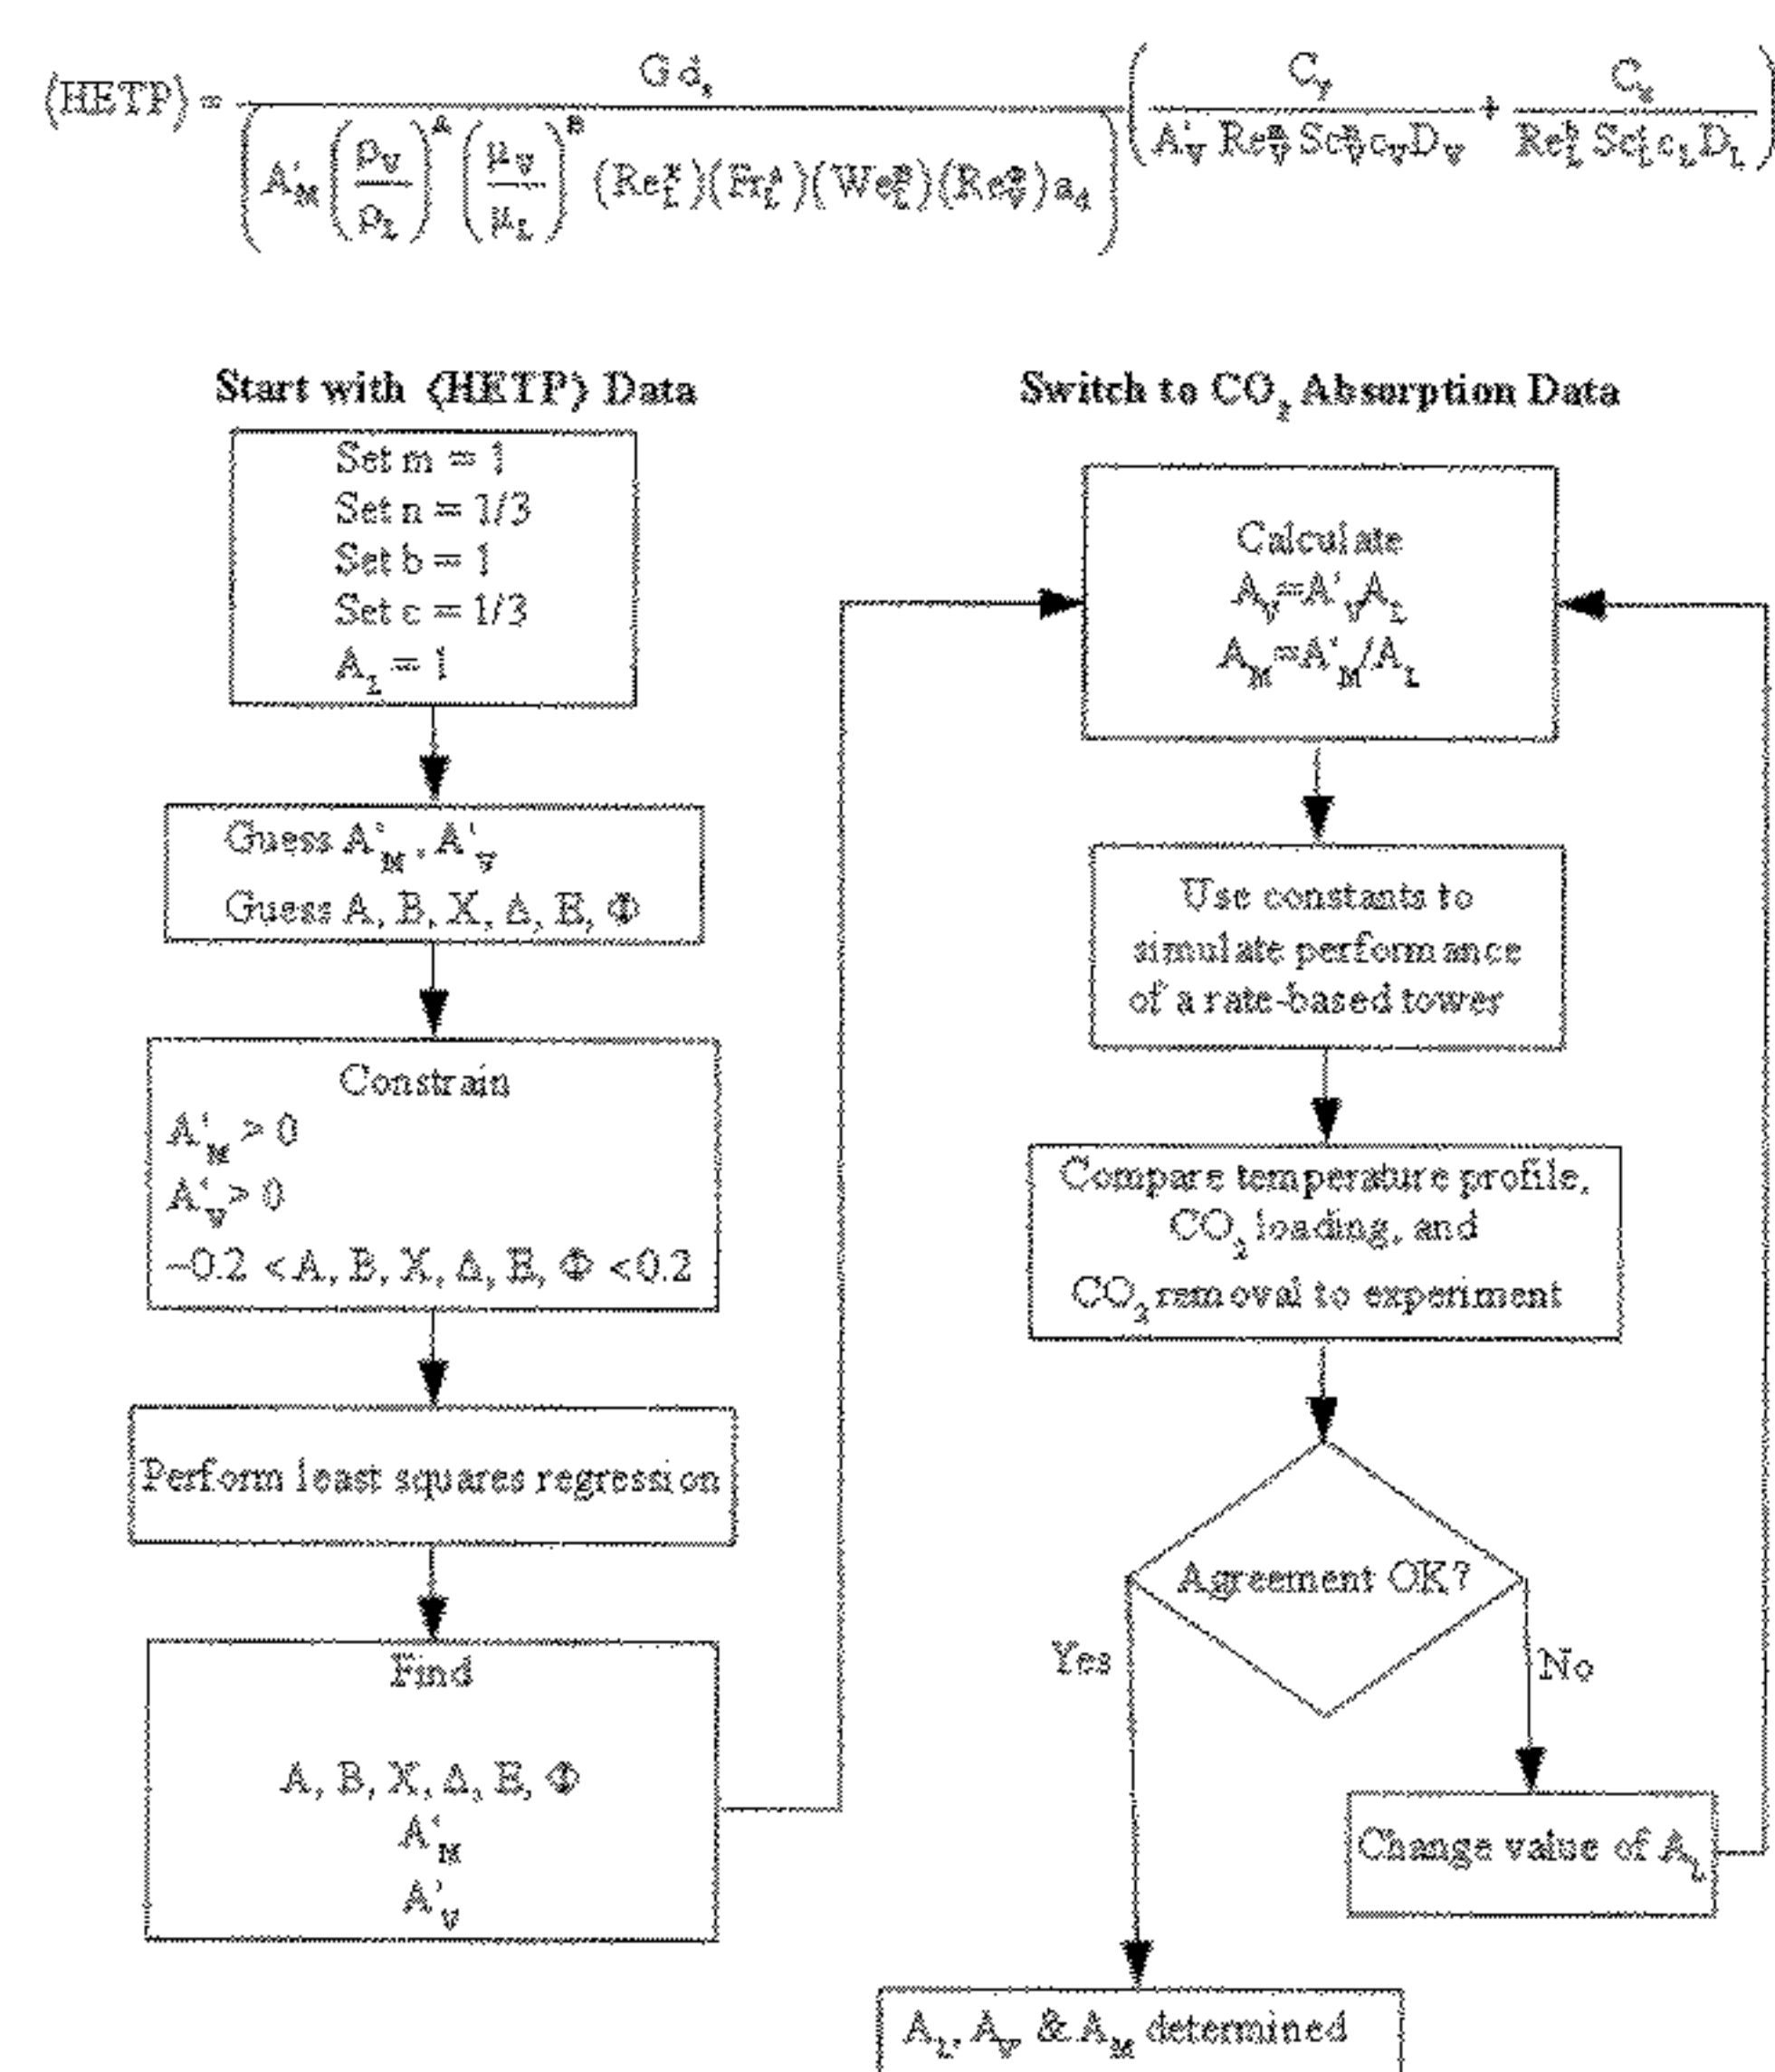 ⟨HETP⟩ = G dₛ / (A'_M (ρ_V/ρ_L)^A (μ_V/μ_L)^B (Re_L^X)(Fr_L^Δ)(We_L^E)(Re_V^Φ) a_d) (C_y / (A'_V Re_V^m Sc_V^n c_V D_V) + C_x / (Re_L^b Sc_L^c c_L D_L))
Start with ⟨HETP⟩ Data
Set m = 1
Set n = 1/3
Set b = 1
Set c = 1/3
A_L = 1
Guess A'_M, A'_V
Guess A, B, X, Δ, E, Φ
Constrain
A'_M > 0
A'_V > 0
−0.2 < A, B, X, Δ, E, Φ < 0.2
Perform least squares regression
Find
A, B, X, Δ, E, Φ
A'_M
A'_V
Switch to CO₂ Absorption Data
Calculate
A_V=A'_V A_L
A_M=A'_M/A_L
Use constants to
simulate performance
of a rate-based tower
Compare temperature profile,
CO₂ loading, and
CO₂ removal to experiment
Agreement OK?
Yes
No
Change value of A_L
A_L, A_V & A_M determined